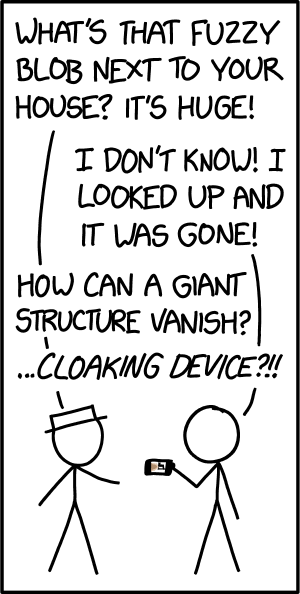 WHAT'S THAT FUZZY
BLOB NEXT TO YOUR
HOUSE? IT'S HUGE!
I DON'T KNOW! I
LOOKED UP AND
IT WAS GONE!
HOW CAN A GIANT
STRUCTURE VANISH?
...CLOAKING DEVICE?!!